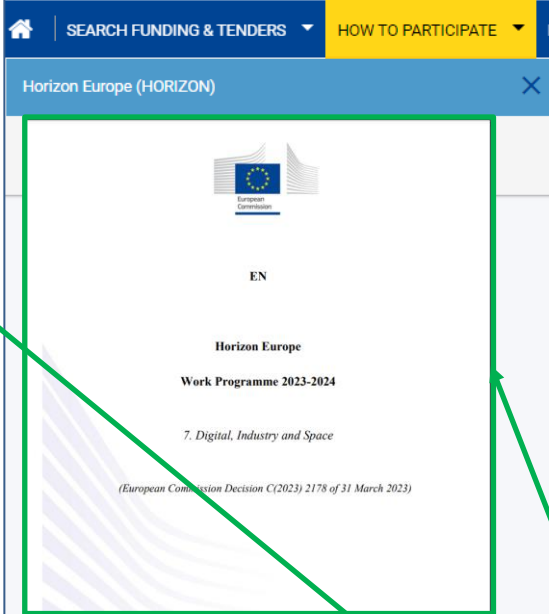 SEARCH FUNDING & TENDERS HOW TO PARTICIPATE
Horizon Europe (HORIZON)
European
Commission
EN
Horizon Europe
Work Programme 2023-2024
7. Digital, Industry and Space
(European Commission Decision C(2023) 2178 of 31 March 2023)